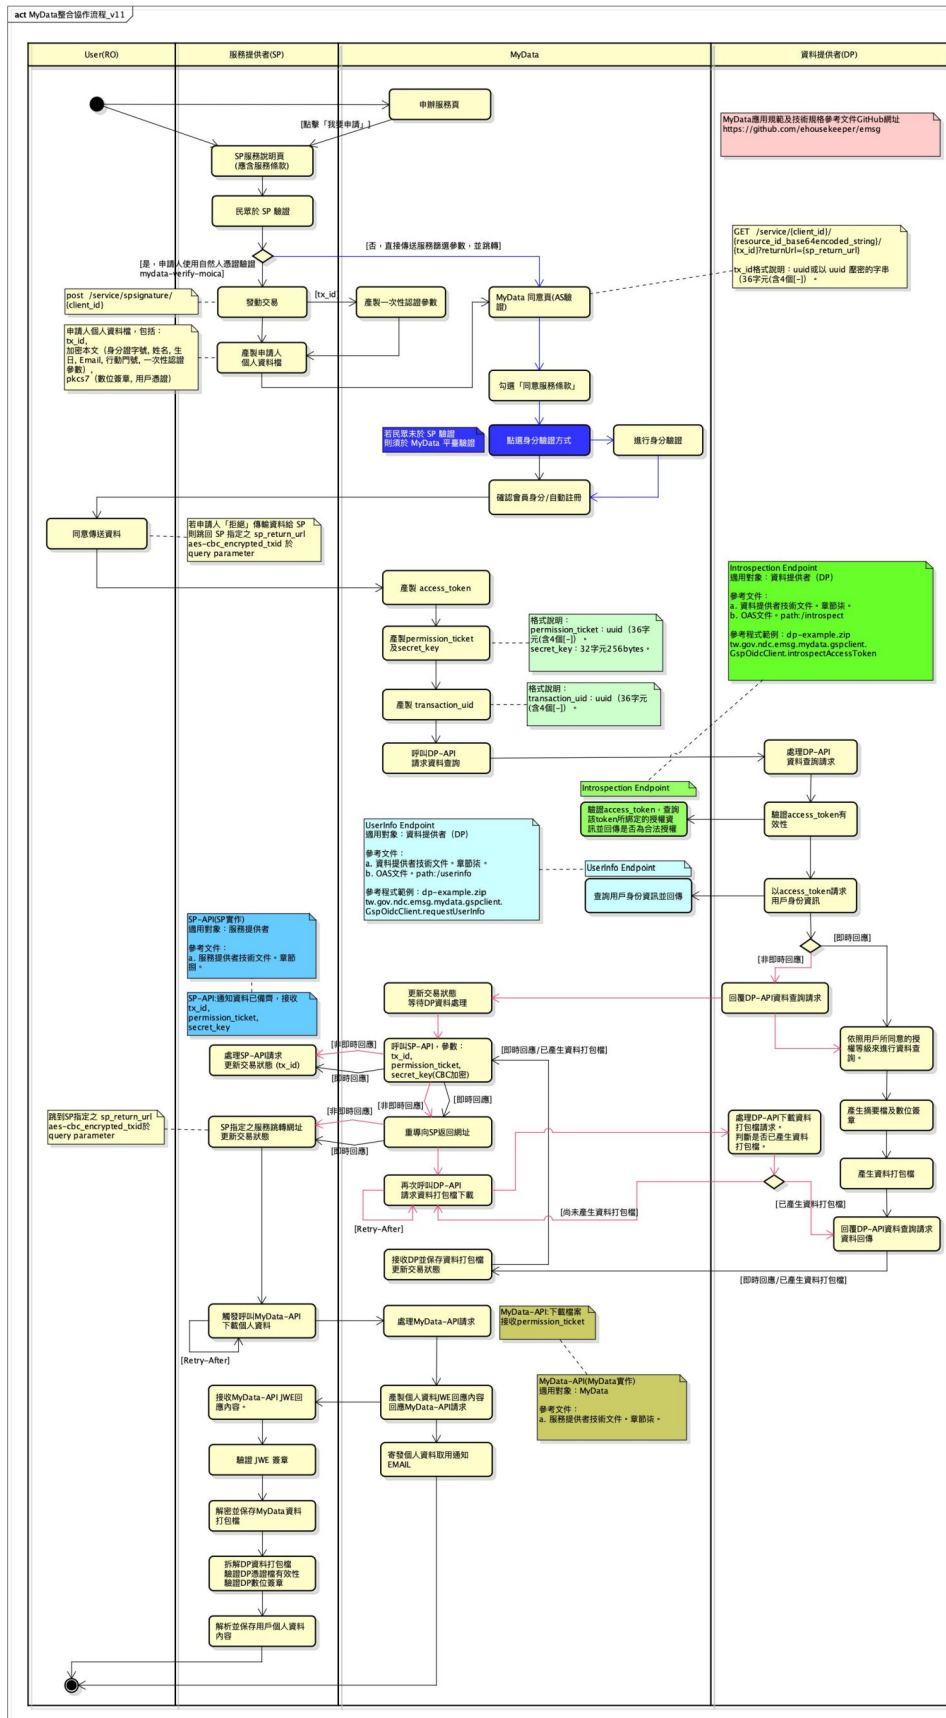 act MyData整合協作流程_v11
User(RO)
服務提供者(SP)
MyData
資料提供者(DP)
申辦服務頁
[點擊「我要申請」]
MyData應用規範及技術規格參考文件GitHub網址
https://github.com/ehousekeeper/emsg
SP服務說明頁
(應含服務條款)
民眾於 SP 驗證
[否，直接傳送服務篩選參數，並跳轉]
GET /service/{client_id}/
{resource_id_base64encoded_string}/
{tx_id}?returnUrl={sp_return_url}
tx_id格式說明：uuid或以 uuid 壓密的字串
（36字元(含4個[-]）。
[是，申請人使用自然人憑證驗證
mydata-verify-moica]
post /service/spsignature/
{client_id}
發動交易
[tx_id]
產製一次性認證參數
MyData 同意頁(AS驗
證)
申請人個人資料檔，包括：
tx_id,
加密本文（身分證字號, 姓名, 生
日, Email, 行動門號, 一次性認證
參數）,
pkcs7（數位簽章, 用戶憑證）
產製申請人
個人資料檔
勾選「同意服務條款」
若民眾未於 SP 驗證
則須於 MyData 平臺驗證
點選身分驗證方式
進行身分驗證
確認會員身分/自動註冊
同意傳送資料
若申請人「拒絕」傳輸資料給 SP
則跳回 SP 指定之 sp_return_url
aes-cbc_encrypted_txid 於
query parameter
產製 access_token
Introspection Endpoint
適用對象：資料提供者（DP）
參考文件：
a. 資料提供者技術文件。章節柒。
b. OAS文件。path:/introspect
參考程式範例：dp-example.zip
tw.gov.ndc.emsg.mydata.gspclient.
GspOidcClient.introspectAccessToken
產製permission_ticket
及secret_key
格式說明：
permission_ticket：uuid（36字
元(含4個[-]）。
secret_key：32字元256bytes。
產製 transaction_uid
格式說明：
transaction_uid：uuid（36字元
(含4個[-]）。
呼叫DP-API
請求資料查詢
處理DP-API
資料查詢請求
Introspection Endpoint
驗證access_token，查詢
該token所綁定的授權資
訊並回傳是否為合法授權
驗證access_token有
效性
UserInfo Endpoint
適用對象：資料提供者（DP）
參考文件：
a. 資料提供者技術文件。章節柒。
b. OAS文件。path:/userinfo
參考程式範例：dp-example.zip
tw.gov.ndc.emsg.mydata.gspclient.
GspOidcClient.requestUserInfo
UserInfo Endpoint
查詢用戶身份資訊並回傳
以access_token請求
用戶身份資訊
SP-API(SP實作)
適用對象：服務提供者
參考文件：
a. 服務提供者技術文件。章節
捌。
[即時回應]
[非即時回應]
SP-API:通知資料已備齊，接收
tx_id,
permission_ticket,
secret_key
更新交易狀態
等待DP資料處理
回覆DP-API資料查詢請求
處理SP-API請求
更新交易狀態 (tx_id)
[非即時回應]
[即時回應]
呼叫SP-API，參數：
tx_id,
permission_ticket,
secret_key(CBC加密)
[即時回應/已產生資料打包檔]
依照用戶所同意的授
權等級來進行資料查
詢。
[非即時回應]
[即時回應]
跳到SP指定之 sp_return_url
aes-cbc_encrypted_txid於
query parameter
SP指定之服務跳轉網址
更新交易狀態
[非即時回應]
[即時回應]
重導向SP返回網址
處理DP-API下載資料
打包檔請求。
判斷是否已產生資料
打包檔。
產生摘要檔及數位簽
章
產生資料打包檔
再次呼叫DP-API
請求資料打包檔下載
[尚未產生資料打包檔]
[已產生資料打包檔]
[Retry-After]
回覆DP-API資料查詢請求
資料回傳
接收DP並保存資料打包檔
更新交易狀態
[即時回應/已產生資料打包檔]
觸發呼叫MyData-API
下載個人資料
處理MyData-API請求
MyData-API:下載檔案
接收permission_ticket
[Retry-After]
MyData-API(MyData實作)
適用對象：MyData
參考文件：
a. 服務提供者技術文件。章節柒。
接收MyData-API JWE回
應內容。
產製個人資料JWE回應內容
回應MyData-API請求
驗證 JWE 簽章
寄發個人資料取用通知
EMAIL
解密並保存MyData資料
打包檔
拆解DP資料打包檔
驗證DP憑證檔有效性
驗證DP數位簽章
解析並保存用戶個人資料
內容